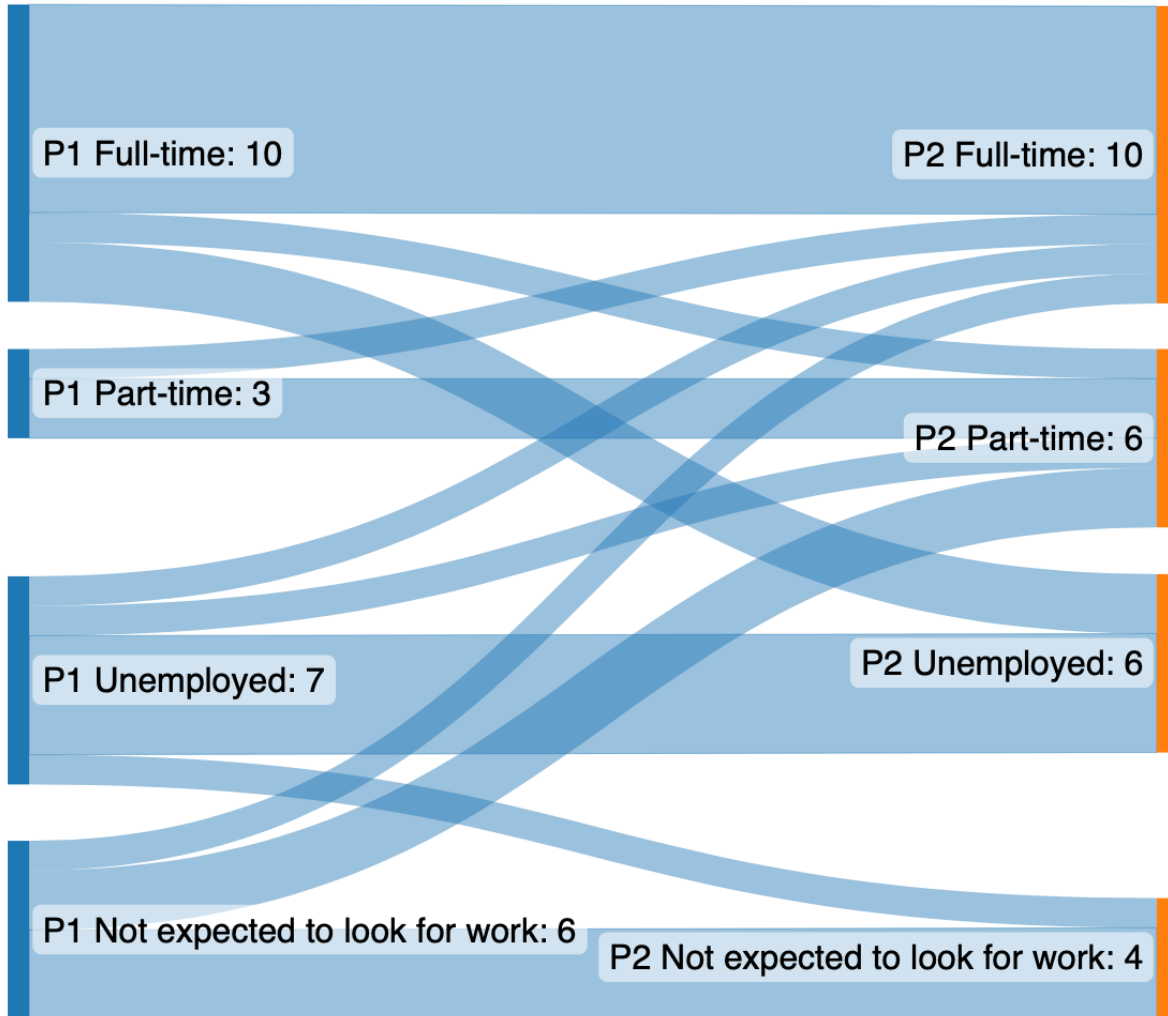 P1 Full-time: 10
P2 Full-time: 10
P1 Part-time: 3
P2 Part-time: 6
P1 Unemployed: 7
P2 Unemployed: 6
P1 Not expected to look for work: 6
P2 Not expected to look for work: 4